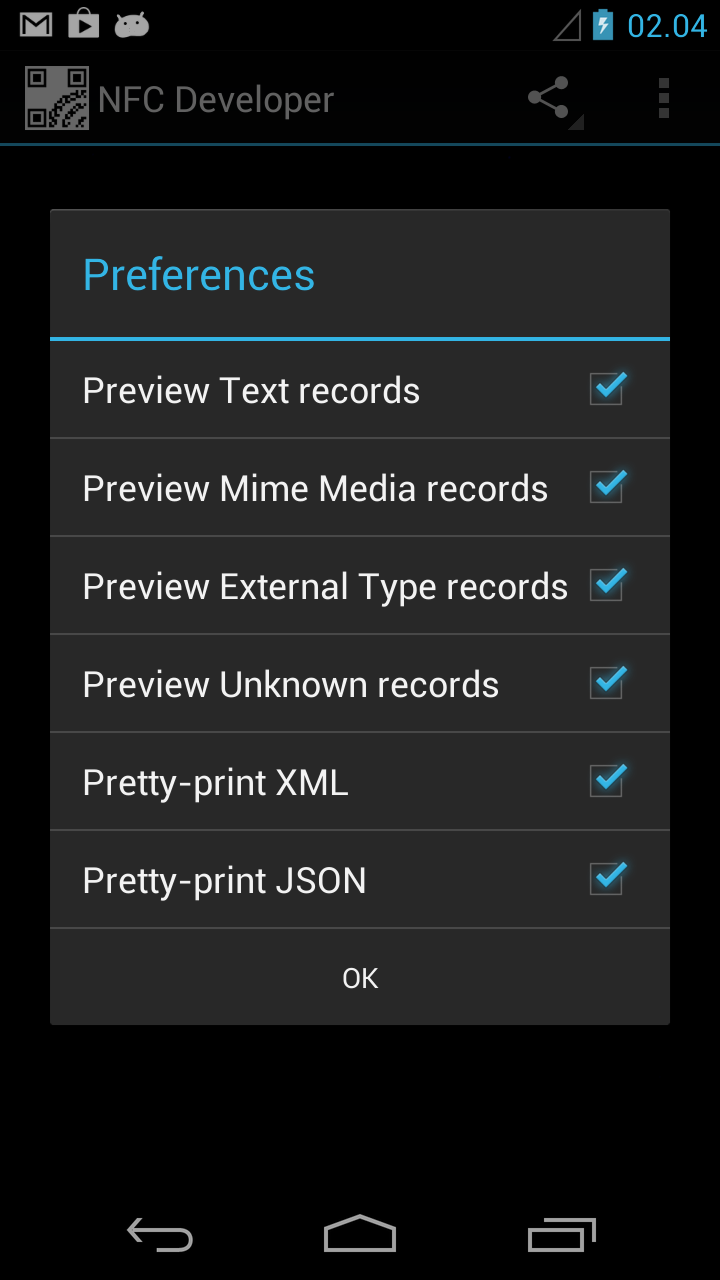 02.04
NFC Developer
Preferences
Preview Text records
Preview Mime Media records
Preview External Type records
Preview Unknown records
Pretty-print XML
Pretty-print JSON
OK